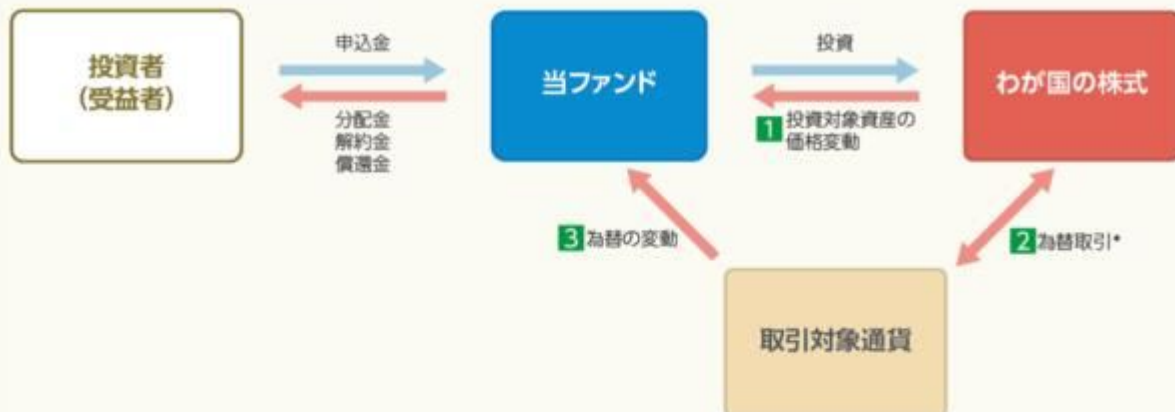 投資者
(受益者)
申込金
分配金
解約金
償還金
当ファンド
投資
1 投資対象資産の
価格変動
わが国の株式
3 為替の変動
2 為替取引*
取引対象通貨